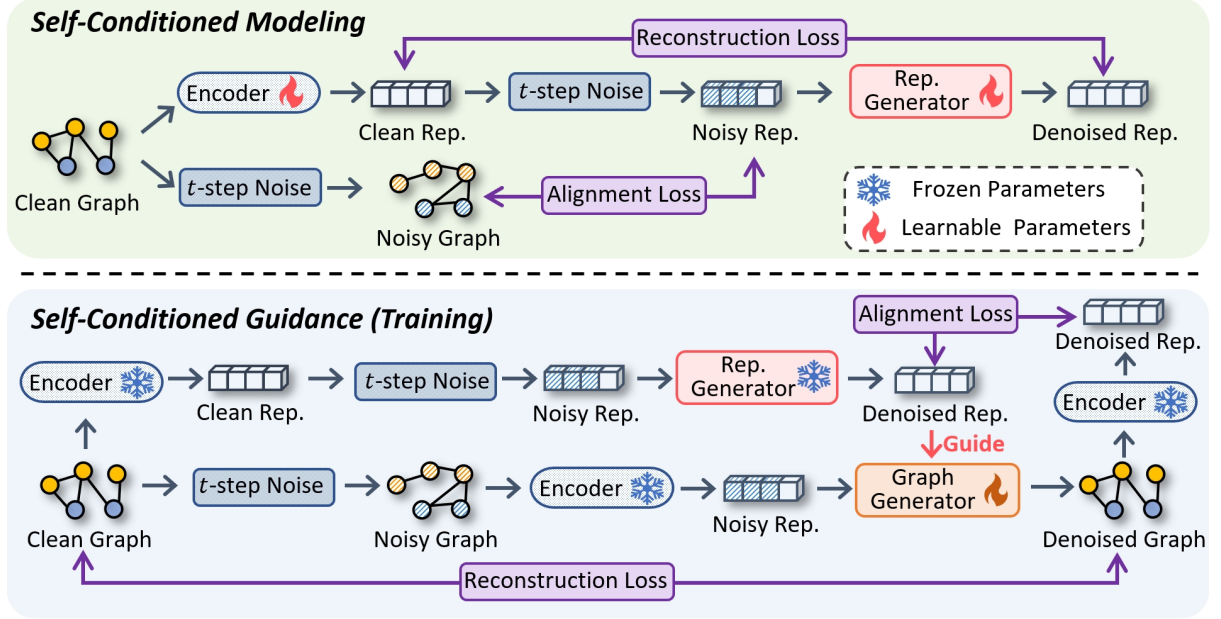 Self-Conditioned Modeling
Reconstruction Loss
Encoder
t-step Noise
Rep.
Generator
Clean Rep.
Noisy Rep.
Denoised Rep.
Clean Graph
t-step Noise
Alignment Loss
Noisy Graph
Frozen Parameters
Learnable Parameters
Self-Conditioned Guidance (Training)
Alignment Loss
Denoised Rep.
Encoder
Clean Rep.
t-step Noise
Noisy Rep.
Rep.
Generator
Denoised Rep.
Encoder
Guide
Clean Graph
t-step Noise
Noisy Graph
Encoder
Noisy Rep.
Graph
Generator
Denoised Graph
Reconstruction Loss